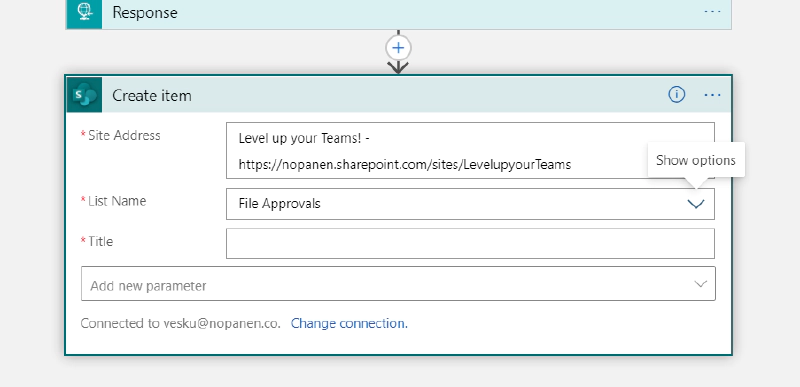 Response
Create item
* Site Address
Level up your Teams! -
https://nopanen.sharepoint.com/sites/LevelupyourTeams
Show options
* List Name
File Approvals
* Title
Add new parameter
Connected to vesku@nopanen.co. Change connection.